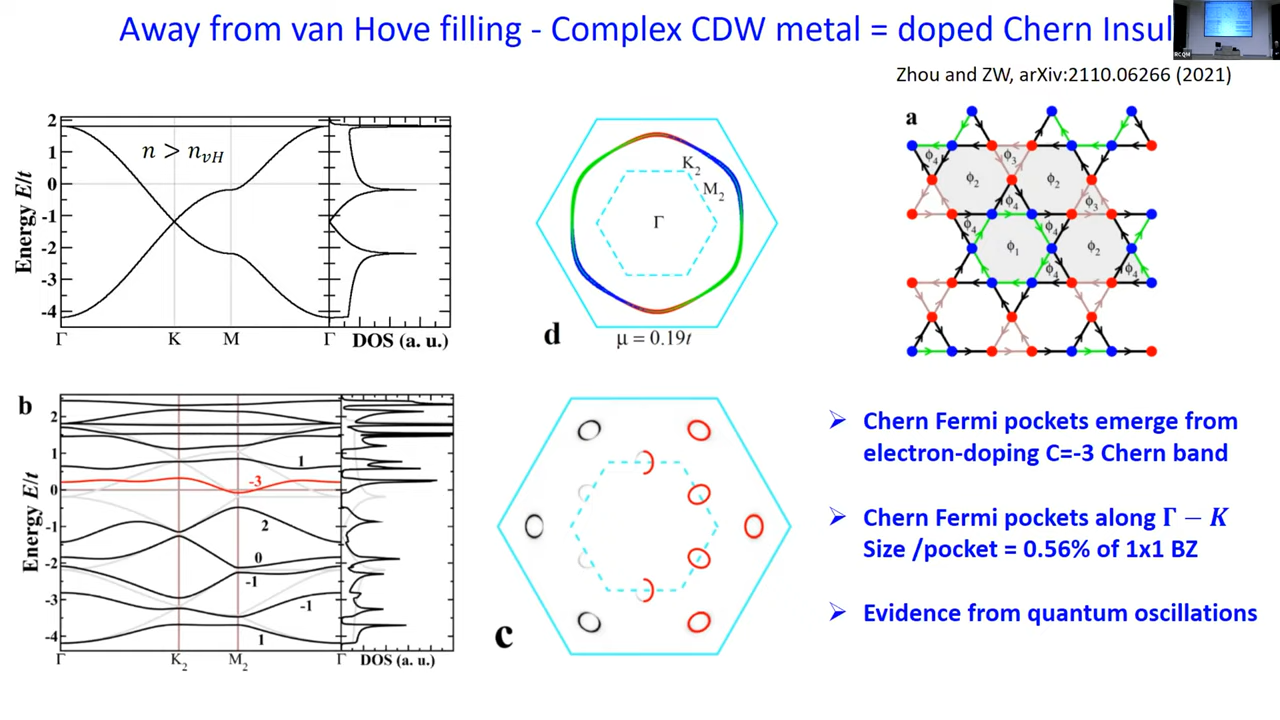 Away from van Hove filling - Complex CDW metal = doped Chern Insul
RCQM
Zhou and ZW, arXiv:2110.06266 (2021)
Energy E/t
2
1
0
-1
-2
-3
-4
n > n_vH
Γ K M Γ DOS (a. u.)
K₂
M₂
Γ
d
μ = 0.19t
a
ϕ₄ ϕ₃
ϕ₂ ϕ₂
ϕ₄ ϕ₃
ϕ₄ ϕ₄
ϕ₁ ϕ₂
ϕ₄ ϕ₄
b
Energy E/t
2
1
0
-1
-2
-3
-4
1
-3
2
0
-1
-1
1
Γ K₂ M₂ Γ DOS (a. u.)
c
➢ Chern Fermi pockets emerge from
electron-doping C=-3 Chern band
➢ Chern Fermi pockets along Γ − K
Size /pocket = 0.56% of 1x1 BZ
➢ Evidence from quantum oscillations